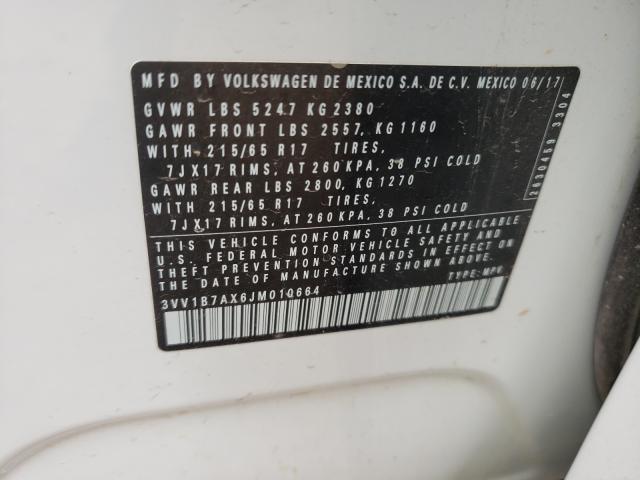 MFD BY VOLKSWAGEN DE MEXICO S.A. DE C.V. MEXICO 06/17
GVWR LBS 5247 KG 2380
GAWR FRONT LBS 2557, KG 1160
WITH 215/65 R17 TIRES,
7JX17 RIMS, AT 260 KPA, 38 PSI COLD
GAWR REAR LBS 2800, KG 1270
WITH 215/65 R17 TIRES,
7JX17 RIMS, AT 260 KPA, 38 PSI COLD
THIS VEHICLE CONFORMS TO ALL APPLICABLE
U.S. FEDERAL MOTOR VEHICLE SAFETY AND
THEFT PREVENTION STANDARDS IN EFFECT ON
THE DATE OF MANUFACTURE SHOWN ABOVE.
3VV1B7AX6JM010664 TYPE: MPV
2630459 3304